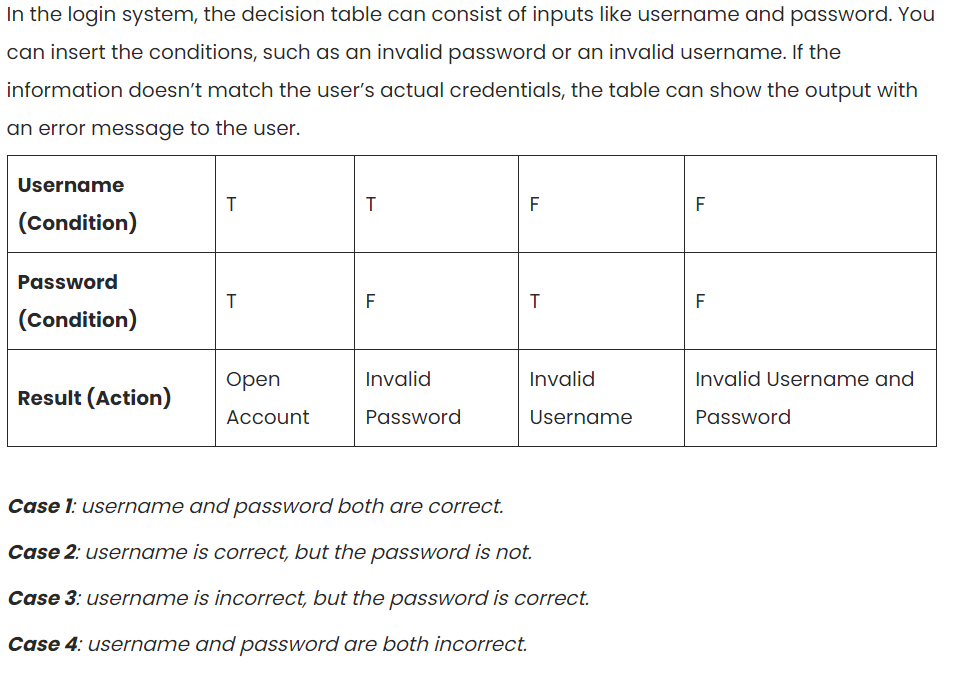 In the login system, the decision table can consist of inputs like username and password. You
can insert the conditions, such as an invalid password or an invalid username. If the
information doesn’t match the user’s actual credentials, the table can show the output with
an error message to the user.
Username (Condition) T T F F
Password (Condition) T F T F
Result (Action) Open Account Invalid Password Invalid Username Invalid Username and Password
Case 1: username and password both are correct.
Case 2: username is correct, but the password is not.
Case 3: username is incorrect, but the password is correct.
Case 4: username and password are both incorrect.